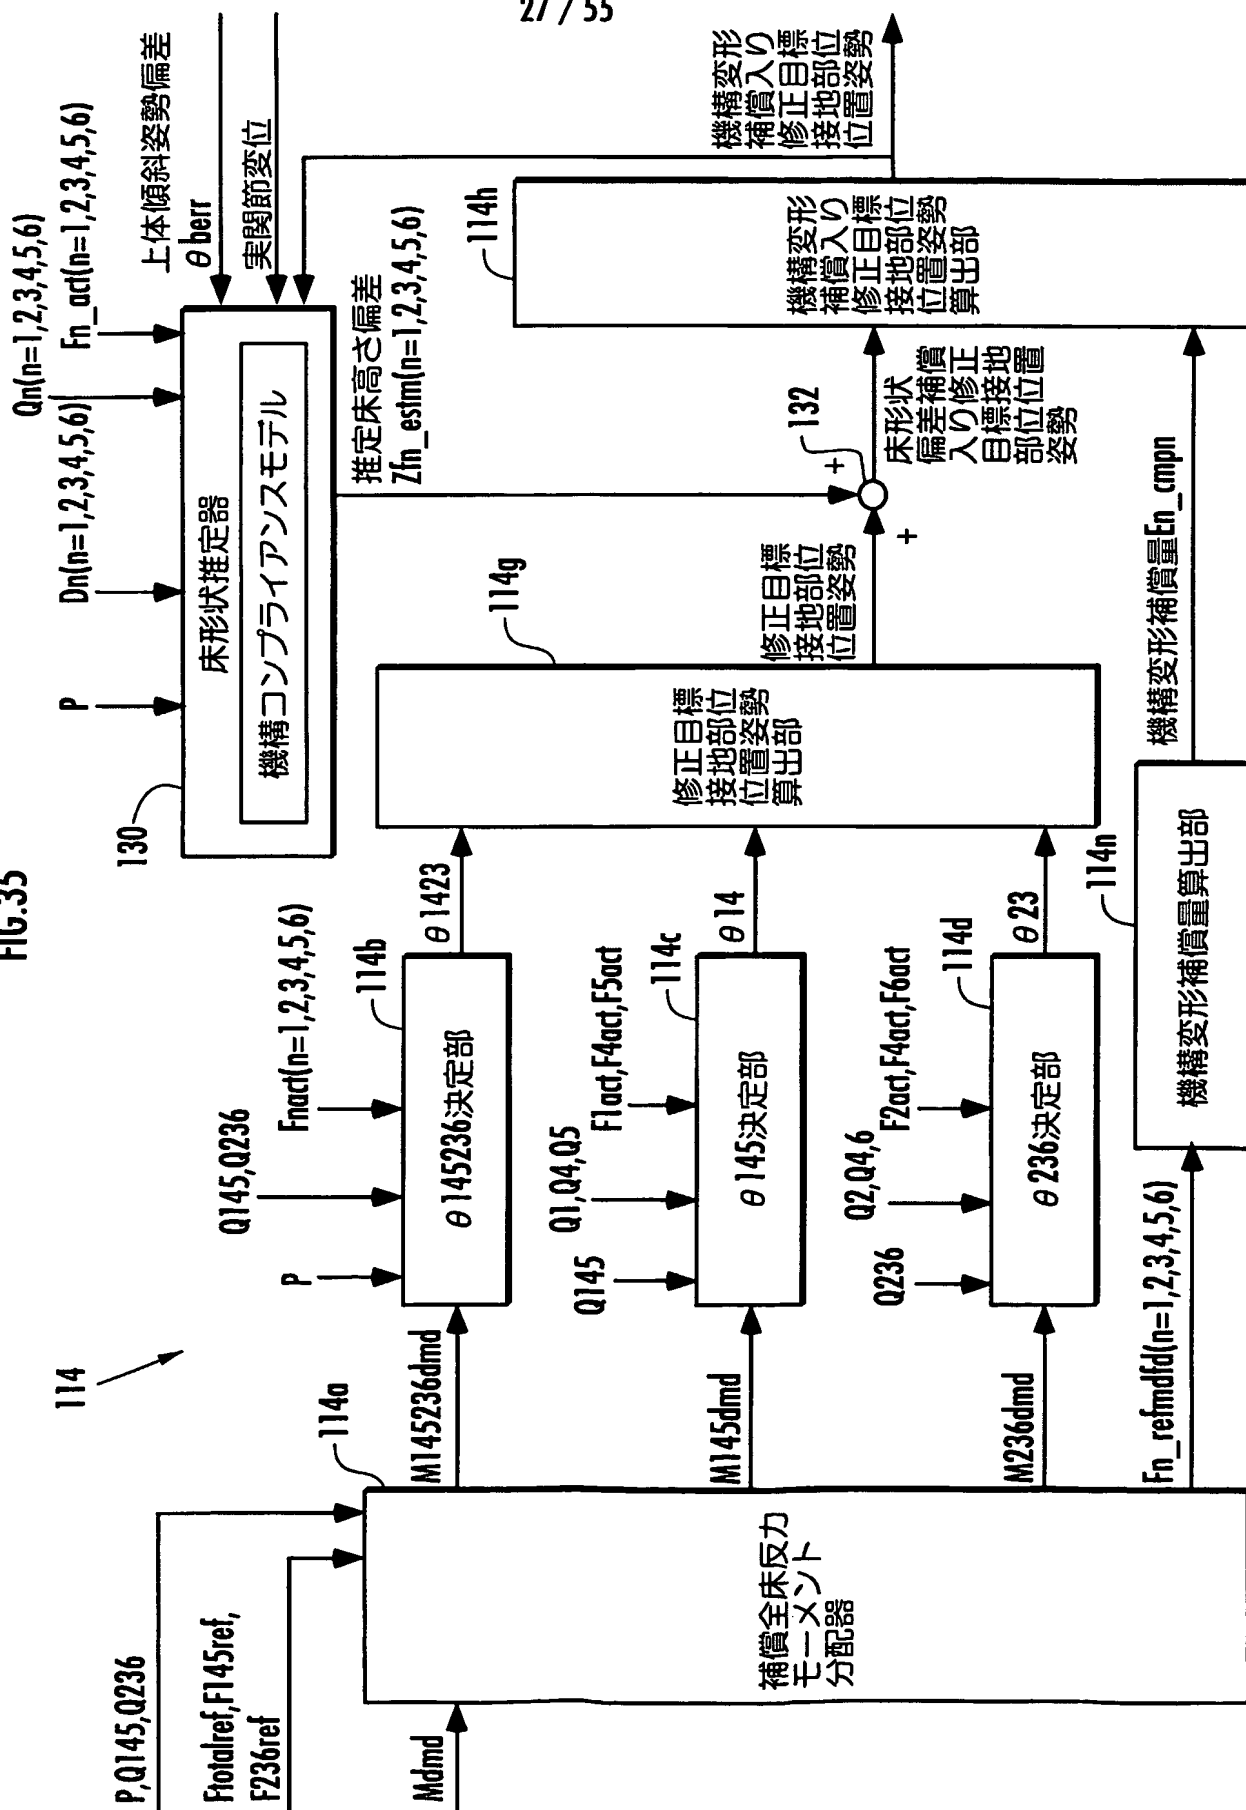 27 / 55
FIG.35
114
P,Q145,Q236
Ftotalref,F145ref,
F236ref
Mdmd
114a
補償全床反力
モーメント
分配器
M145236dmd
M145dmd
M236dmd
Fn_refmdfd(n=1,2,3,4,5,6)
P
Q145,Q236
Fnact(n=1,2,3,4,5,6)
114b
θ145236決定部
θ1423
Q145
Q1,Q4,Q5
F1act,F4act,F5act
114c
θ145決定部
θ14
Q236
Q2,Q4,6
F2act,F4act,F6act
114d
θ236決定部
θ23
114n
機構変形補償量算出部
機構変形補償量En_cmpn
130
P
Dn(n=1,2,3,4,5,6)
Qn(n=1,2,3,4,5,6)
Fn_act(n=1,2,3,4,5,6)
床形状推定器
機構コンプライアンスモデル
上体傾斜姿勢偏差
θberr
実関節変位
推定床高さ偏差
Zfn_estm(n=1,2,3,4,5,6)
114g
修正目標
接地部位
位置姿勢
算出部
修正目標
接地部位
位置姿勢
+
+
132
床形状
偏差補償
入り修正
目標接地
部位位置
姿勢
114h
機構変形
補償入り
修正目標
接地部位
位置姿勢
算出部
機構変形
補償入り
修正目標
接地部位
位置姿勢